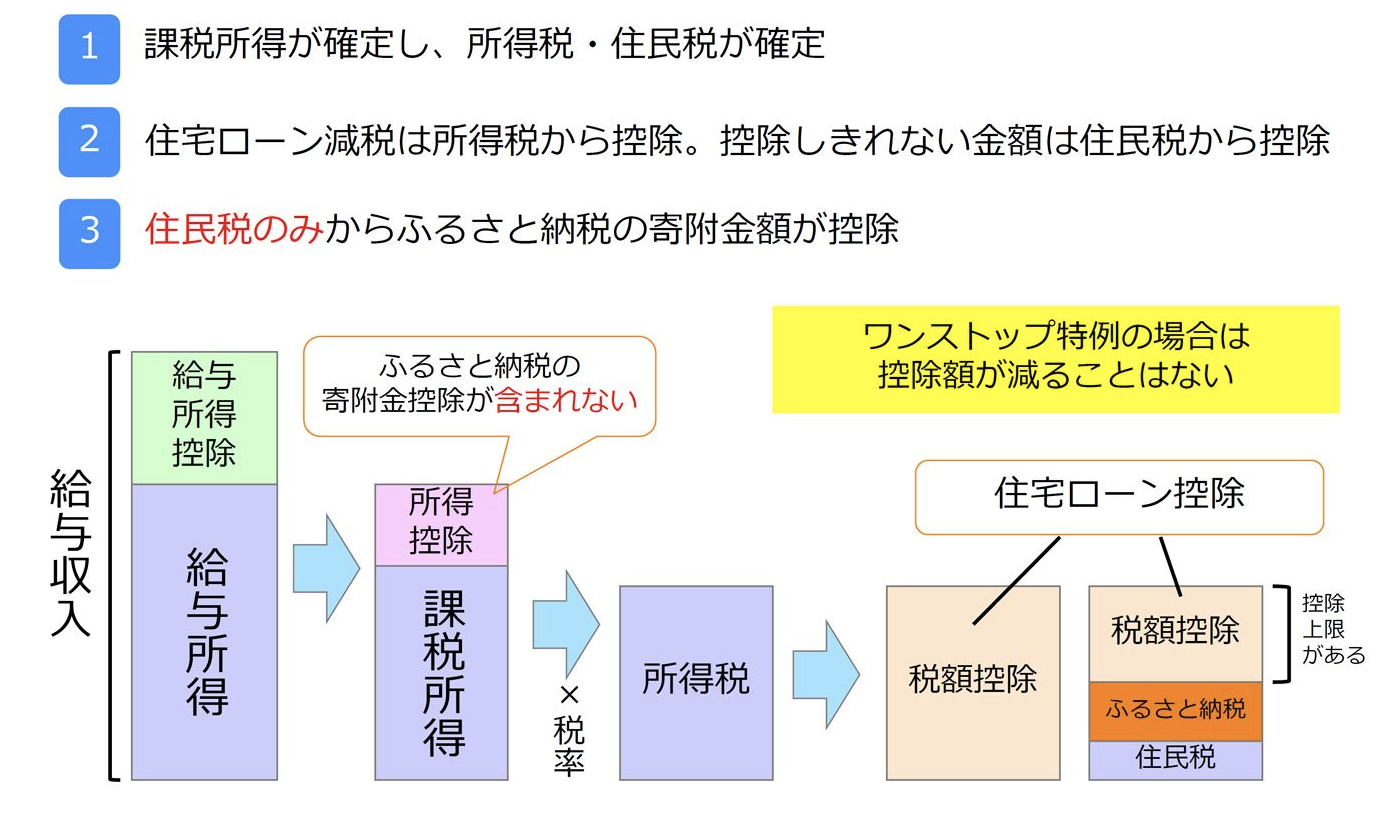 1
課税所得が確定し、所得税・住民税が確定
2
住宅ローン減税は所得税から控除。控除しきれない金額は住民税から控除
3
住民税のみからふるさと納税の寄附金額が控除
ワンストップ特例の場合は
控除額が減ることはない
ふるさと納税の
寄附金控除が含まれない
給与収入
給与
所得
控除
給与所得
所得
控除
課税所得
×税率
所得税
住宅ローン控除
税額控除
税額控除
ふるさと納税
住民税
控除
上限
がある